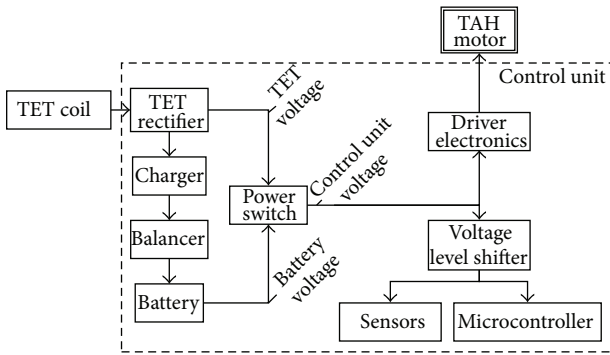 TAH
motor
Control unit
TET coil
TET
rectifier
TET
voltage
Driver
electronics
Charger
Control unit
voltage
Power
switch
Balancer
Voltage
level shifter
Battery
voltage
Battery
Sensors
Microcontroller